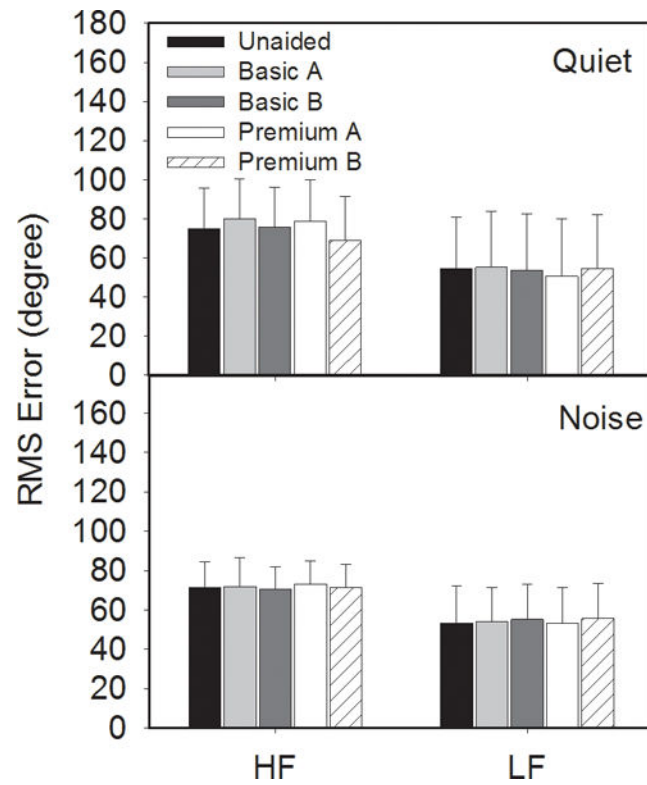 RMS Error (degree)
180
160
140
120
100
80
60
40
20
0
Unaided
Basic A
Basic B
Premium A
Premium B
Quiet
160
140
120
100
80
60
40
20
0
Noise
HF
LF